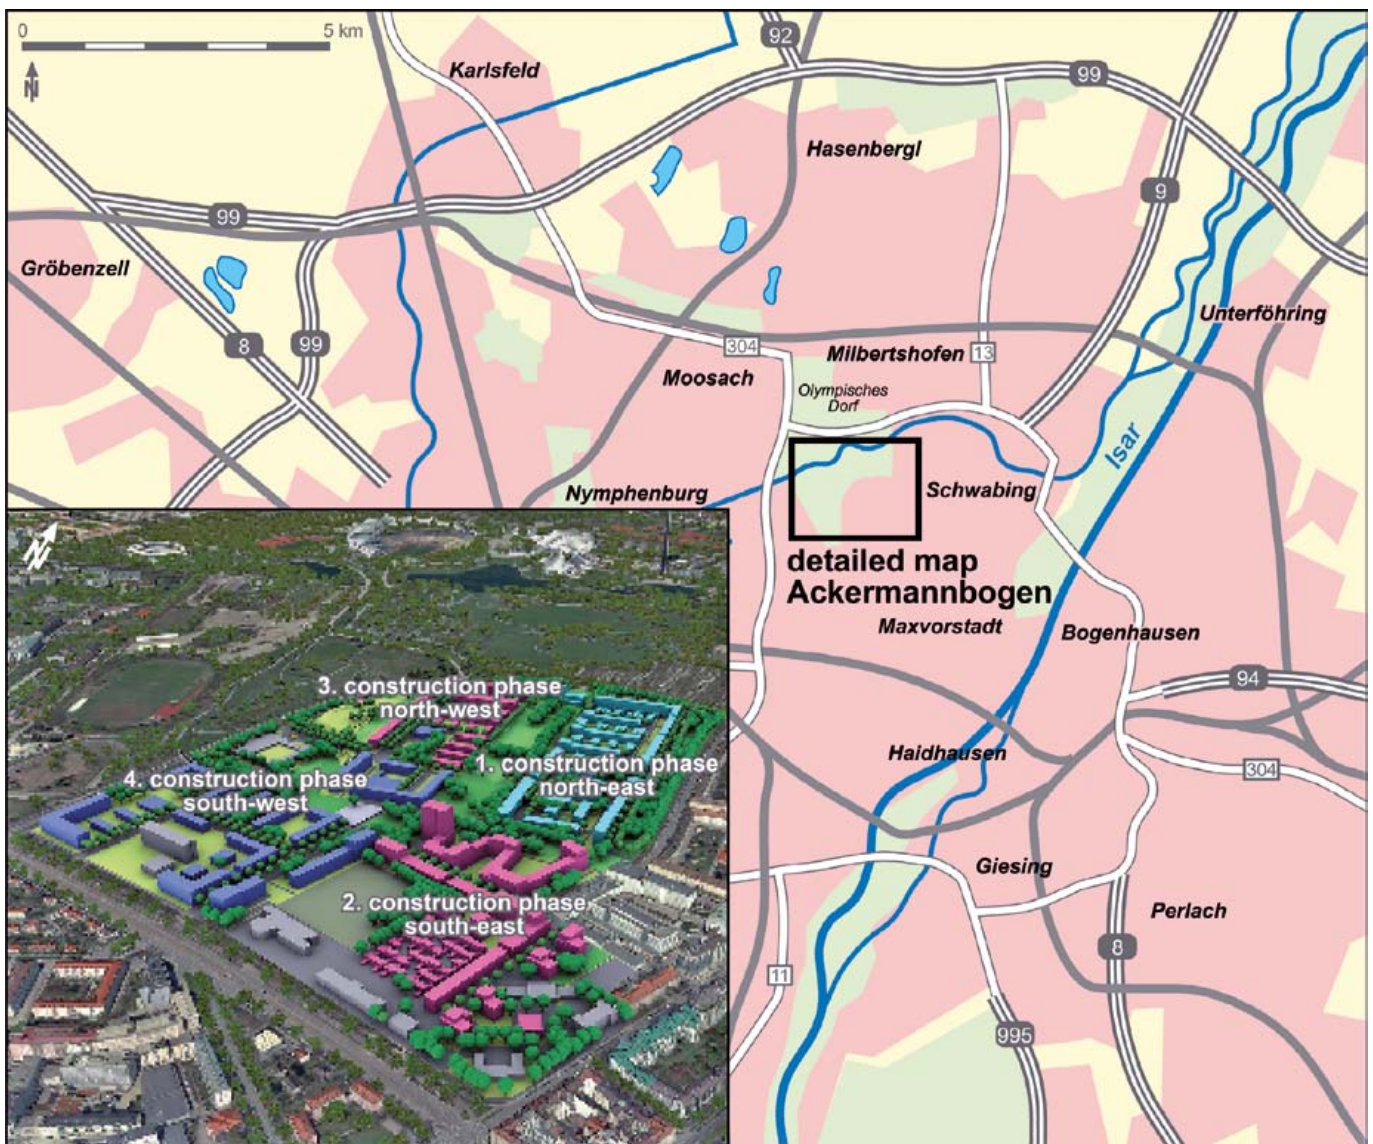 0
5 km
N
92
99
Karlsfeld
Hasenbergl
9
99
Gröbenzell
Unterföhring
8
99
304
Milbertshofen
13
Moosach
Olympisches
Dorf
Isar
Nymphenburg
Schwabing
detailed map
Ackermannbogen
Maxvorstadt
Bogenhausen
94
Haidhausen
304
Giesing
Perlach
8
11
995
N
3. construction phase
north-west
1. construction phase
north-east
4. construction phase
south-west
2. construction phase
south-east